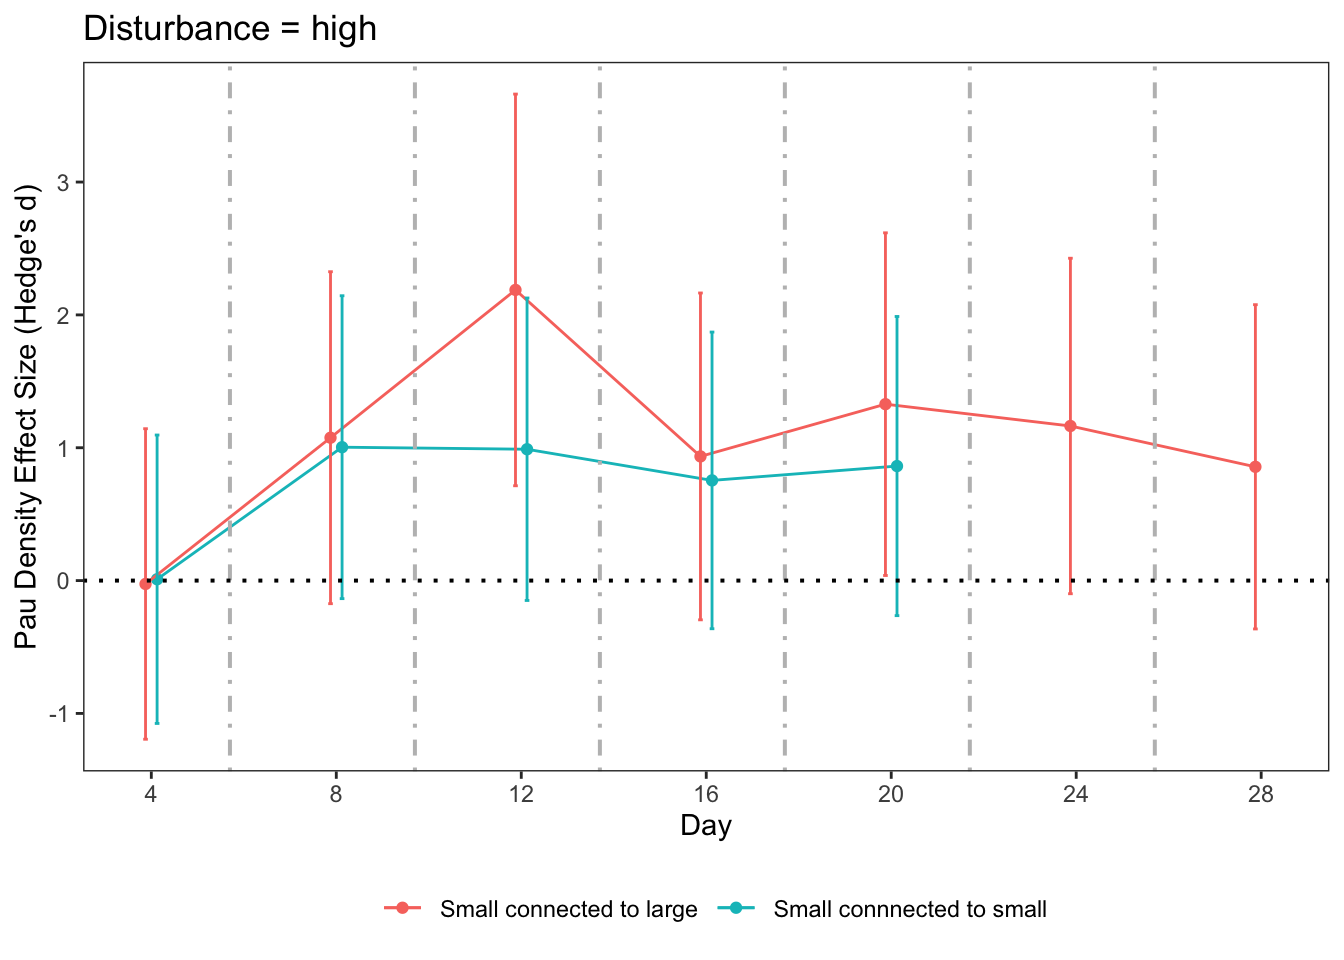 Disturbance = high
Pau Density Effect Size (Hedge's d)
3
2
1
0
-1
4 8 12 16 20 24 28
Day
Small connected to large Small connnected to small